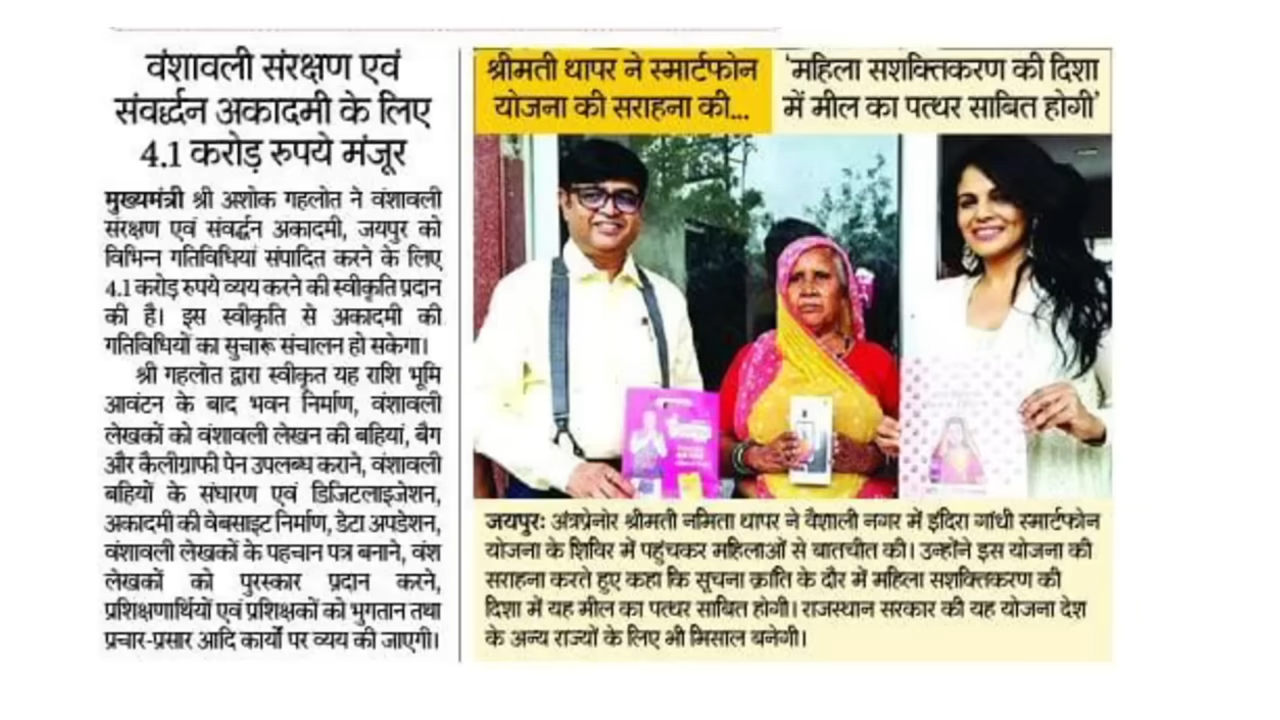 वंशावली संरक्षण एवं
संवर्द्धन अकादमी के लिए
4.1 करोड़ रुपये मंजूर
मुख्यमंत्री श्री अशोक गहलोत ने वंशावली
संरक्षण एवं संवर्द्धन अकादमी, जयपुर को
विभिन्न गतिविधियां संपादित करने के लिए
4.1 करोड़ रुपये व्यय करने की स्वीकृति प्रदान
की है। इस स्वीकृति से अकादमी की
गतिविधियों का सुचारू संचालन हो सकेगा।
श्री गहलोत द्वारा स्वीकृत यह राशि भूमि
आवंटन के बाद भवन निर्माण, वंशावली
लेखकों को वंशावली लेखन की बहियां, बैग
और कैलीग्राफी पेन उपलब्ध कराने, वंशावली
बहियों के संधारण एवं डिजिटलाइजेशन,
अकादमी की वेबसाइट निर्माण, डेटा अपडेशन,
वंशावली लेखकों के पहचान पत्र बनाने, वंश
लेखकों को पुरस्कार प्रदान करने,
प्रशिक्षणार्थियों एवं प्रशिक्षकों को भुगतान तथा
प्रचार-प्रसार आदि कार्यों पर व्यय की जाएगी।
श्रीमती थापर ने स्मार्टफोन
योजना की सराहना की...
'महिला सशक्तिकरण की दिशा
में मील का पत्थर साबित होगी'
जयपुर: अंत्रप्रेनोर श्रीमती नमिता थापर ने वैशाली नगर में इंदिरा गांधी स्मार्टफोन
योजना के शिविर में पहुंचकर महिलाओं से बातचीत की। उन्होंने इस योजना की
सराहना करते हुए कहा कि सूचना क्रांति के दौर में महिला सशक्तिकरण की
दिशा में यह मील का पत्थर साबित होगी। राजस्थान सरकार की यह योजना देश
के अन्य राज्यों के लिए भी मिसाल बनेगी।